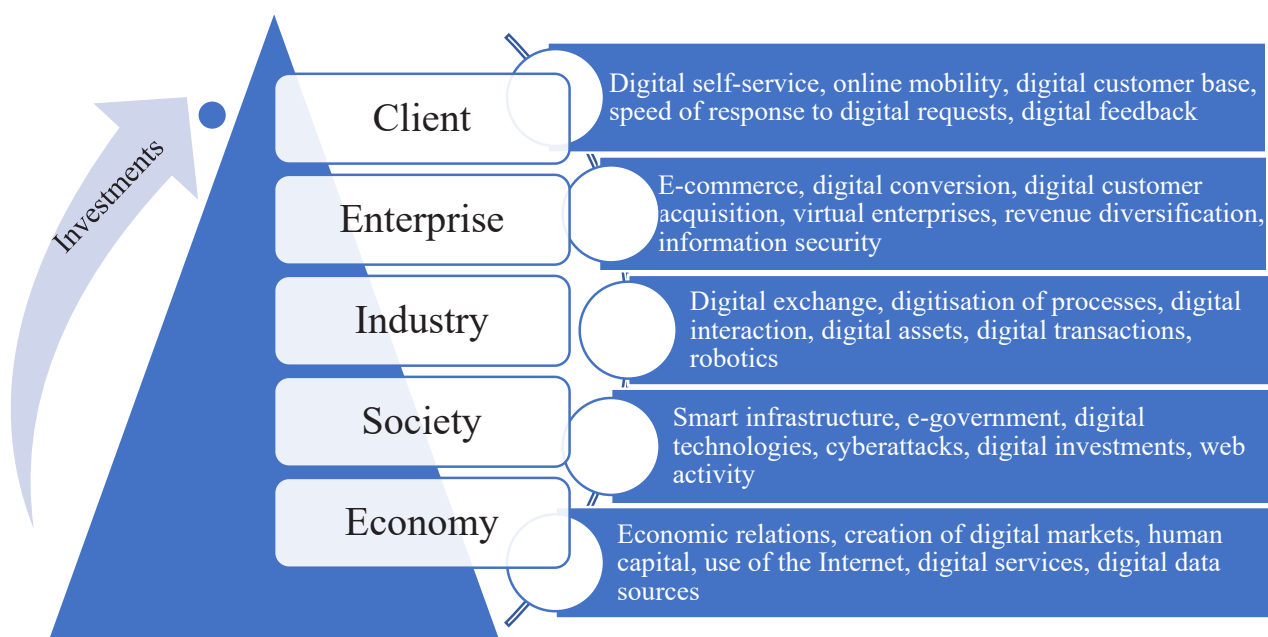 Investments
Client
Digital self-service, online mobility, digital customer base,
speed of response to digital requests, digital feedback
Enterprise
E-commerce, digital conversion, digital customer
acquisition, virtual enterprises, revenue diversification,
information security
Industry
Digital exchange, digitisation of processes, digital
interaction, digital assets, digital transactions,
robotics
Society
Smart infrastructure, e-government, digital
technologies, cyberattacks, digital investments, web
activity
Economy
Economic relations, creation of digital markets, human
capital, use of the Internet, digital services, digital data
sources